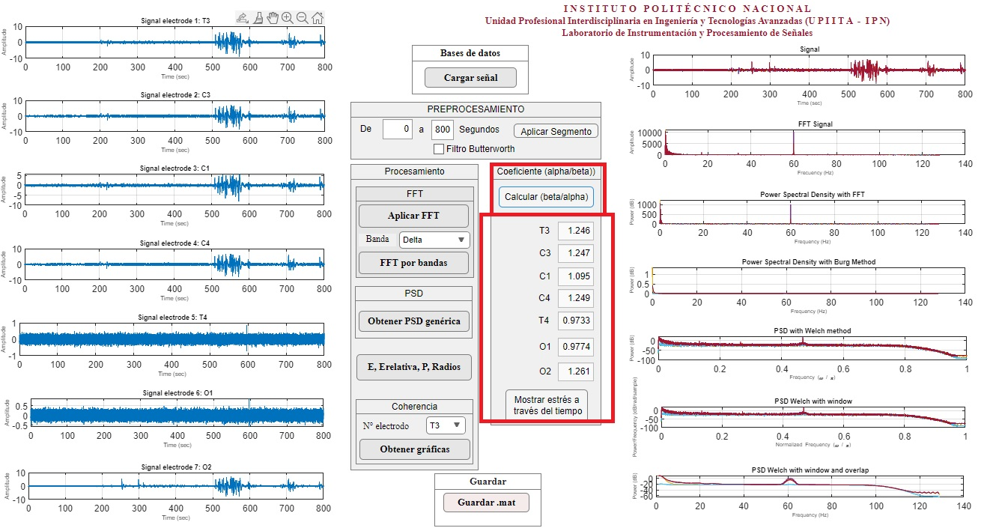 INSTITUTO POLITÉCNICO NACIONAL
Unidad Profesional Interdisciplinaria en Ingeniería y Tecnologías Avanzadas (UPIITA - IPN)
Laboratorio de Instrumentación y Procesamiento de Señales
Signal electrode 1: T3
Amplitude
10
0
-10
0 100 200 300 400 500 600 700 800
Time (sec)
Signal electrode 2: C3
Amplitude
10
0
-10
0 100 200 300 400 500 600 700 800
Time (sec)
Signal electrode 3: C1
Amplitude
5
0
-5
-10
0 100 200 300 400 500 600 700 800
Time (sec)
Signal electrode 4: C4
Amplitude
10
0
-10
0 100 200 300 400 500 600 700 800
Time (sec)
Signal electrode 5: T4
Amplitude
1
0
-1
0 100 200 300 400 500 600 700 800
Time (sec)
Signal electrode 6: O1
Amplitude
0.5
0
-0.5
0 100 200 300 400 500 600 700 800
Time (sec)
Signal electrode 7: O2
Amplitude
10
0
-10
0 100 200 300 400 500 600 700 800
Time (sec)
Bases de datos
Cargar señal
PREPROCESAMIENTO
De 0 a 800 Segundos Aplicar Segmento
Filtro Butterworth
Procesamiento
FFT
Aplicar FFT
Banda Delta
FFT por bandas
PSD
Obtener PSD genérica
E, Erelativa, P, Radios
Coherencia
N° electrodo T3
Obtener gráficas
Coeficiente (alpha/beta))
Calcular (beta/alpha)
T3 1.246
C3 1.247
C1 1.095
C4 1.249
T4 0.9733
O1 0.9774
O2 1.261
Mostrar estrés a
través del tiempo
Guardar
Guardar .mat
Signal
Amplitude
10
0
-10
0 100 200 300 400 500 600 700 800
Time (sec)
FFT Signal
Amplitude
10000
5000
0
0 20 40 60 80 100 120 140
Frequency (Hz)
Power Spectral Density with FFT
Power (dB)
1000
500
0
0 20 40 60 80 100 120 140
Frequency (Hz)
Power Spectral Density with Burg Method
Power (dB)
1
0.5
0
0 20 40 60 80 100 120 140
Frequency (Hz)
PSD with Welch method
Power (dB)
0
-50
-100
0 0.2 0.4 0.6 0.8 1
Frequency (ω / π)
PSD Welch with window
Power/Frequency (dB/rad/sample)
0
-50
-100
0 0.2 0.4 0.6 0.8 1
Normalized Frequency (ω / π)
PSD Welch with window and overlap
Power (dB)
0
-20
-40
-60
0 20 40 60 80 100 120 140
Frequency (Hz)